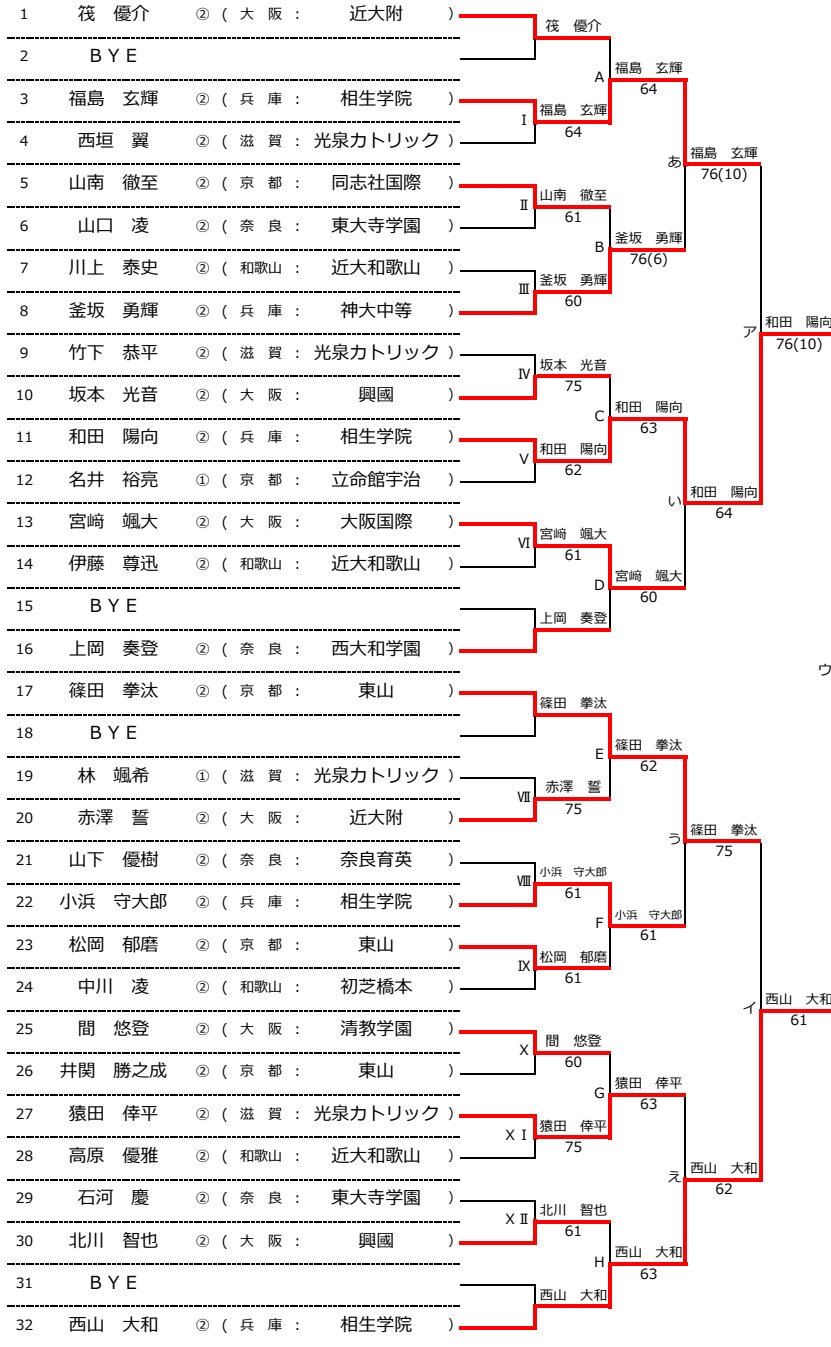 1 筏　優介 ② ( 大　阪 : 近大附 )
2 ＢＹＥ
3 福島　玄輝 ② ( 兵　庫 : 相生学院 )
4 西垣　翼 ② ( 滋　賀 : 光泉カトリック )
5 山南　徹至 ② ( 京　都 : 同志社国際 )
6 山口　凌 ② ( 奈　良 : 東大寺学園 )
7 川上　泰史 ② ( 和歌山 : 近大和歌山 )
8 釜坂　勇輝 ② ( 兵　庫 : 神大中等 )
9 竹下　恭平 ② ( 滋　賀 : 光泉カトリック )
10 坂本　光音 ② ( 大　阪 : 興國 )
11 和田　陽向 ② ( 兵　庫 : 相生学院 )
12 名井　裕亮 ① ( 京　都 : 立命館宇治 )
13 宮﨑　颯大 ② ( 大　阪 : 大阪国際 )
14 伊藤　尊迅 ② ( 和歌山 : 近大和歌山 )
15 ＢＹＥ
16 上岡　奏登 ② ( 奈　良 : 西大和学園 )
17 篠田　拳汰 ② ( 京　都 : 東山 )
18 ＢＹＥ
19 林　颯希 ① ( 滋　賀 : 光泉カトリック )
20 赤澤　誓 ② ( 大　阪 : 近大附 )
21 山下　優樹 ② ( 奈　良 : 奈良育英 )
22 小浜　守大郎 ② ( 兵　庫 : 相生学院 )
23 松岡　郁磨 ② ( 京　都 : 東山 )
24 中川　凌 ② ( 和歌山 : 初芝橋本 )
25 間　悠登 ② ( 大　阪 : 清教学園 )
26 井関　勝之成 ② ( 京　都 : 東山 )
27 猿田　倖平 ② ( 滋　賀 : 光泉カトリック )
28 高原　優雅 ② ( 和歌山 : 近大和歌山 )
29 石河　慶 ② ( 奈　良 : 東大寺学園 )
30 北川　智也 ② ( 大　阪 : 興國 )
31 ＢＹＥ
32 西山　大和 ② ( 兵　庫 : 相生学院 )
筏　優介
Ⅰ 福島　玄輝
64
Ⅱ 山南　徹至
61
Ⅲ 釜坂　勇輝
60
Ⅳ 坂本　光音
75
Ⅴ 和田　陽向
62
Ⅵ 宮﨑　颯大
61
上岡　奏登
篠田　拳汰
Ⅶ 赤澤　誓
75
Ⅷ 小浜　守大郎
61
Ⅸ 松岡　郁磨
61
Ⅹ 間　悠登
60
ⅩⅠ 猿田　倖平
75
ⅩⅡ 北川　智也
61
西山　大和
A 福島　玄輝
64
B 釜坂　勇輝
76(6)
C 和田　陽向
63
D 宮﨑　颯大
60
E 篠田　拳汰
62
F 小浜　守大郎
61
G 猿田　倖平
63
H 西山　大和
63
あ 福島　玄輝
76(10)
い 和田　陽向
64
う 篠田　拳汰
75
え 西山　大和
62
ア 和田　陽向
76(10)
イ 西山　大和
61
ウ